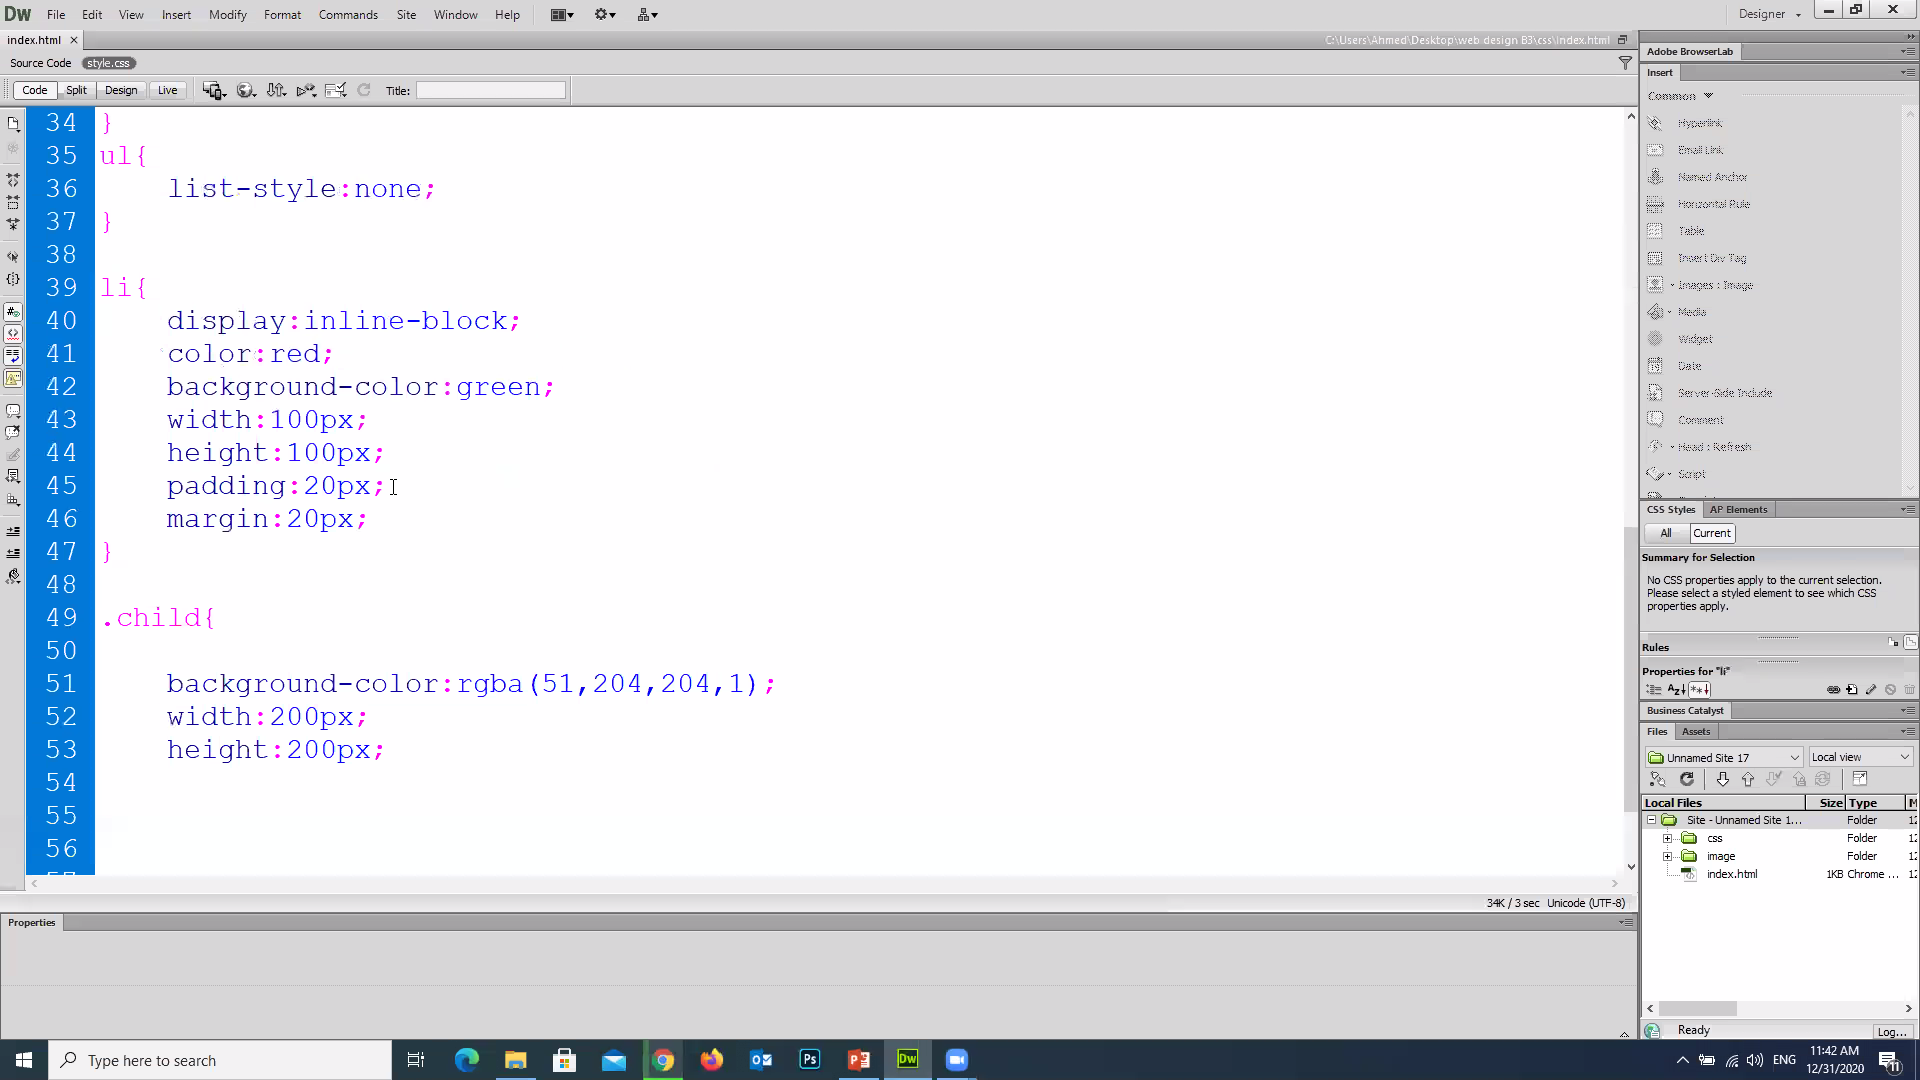 Dw File Edit View Insert Modify Format Commands Site Window Help Designer
index.html C:\Users\Ahmed\Desktop\web design B3\css\index.html
Source Code style.css
Code Split Design Live Title:
34 }
35 ul{
36 list-style:none;
37 }
38
39 li{
40 display:inline-block;
41 color:red;
42 background-color:green;
43 width:100px;
44 height:100px;
45 padding:20px;
46 margin:20px;
47 }
48
49 .child{
50
51 background-color:rgba(51,204,204,1);
52 width:200px;
53 height:200px;
54
55
56
34K / 3 sec Unicode (UTF-8)
Properties
Adobe BrowserLab
Insert
Common
Hyperlink
Email Link
Named Anchor
Horizontal Rule
Table
Insert Div Tag
Images : Image
Media
Widget
Date
Server-Side Include
Comment
Head : Refresh
Script
CSS Styles AP Elements
All Current
Summary for Selection
No CSS properties apply to the current selection.
Please select a styled element to see which CSS
properties apply.
Rules
Properties for "li"
Business Catalyst
Files Assets
Unnamed Site 17 Local view
Local Files Size Type M
Site - Unnamed Site 1... Folder 12
css Folder 12
image Folder 12
index.html 1KB Chrome ... 12
Ready Log...
Type here to search
Ps
Dw
ENG
11:42 AM
12/31/2020
11